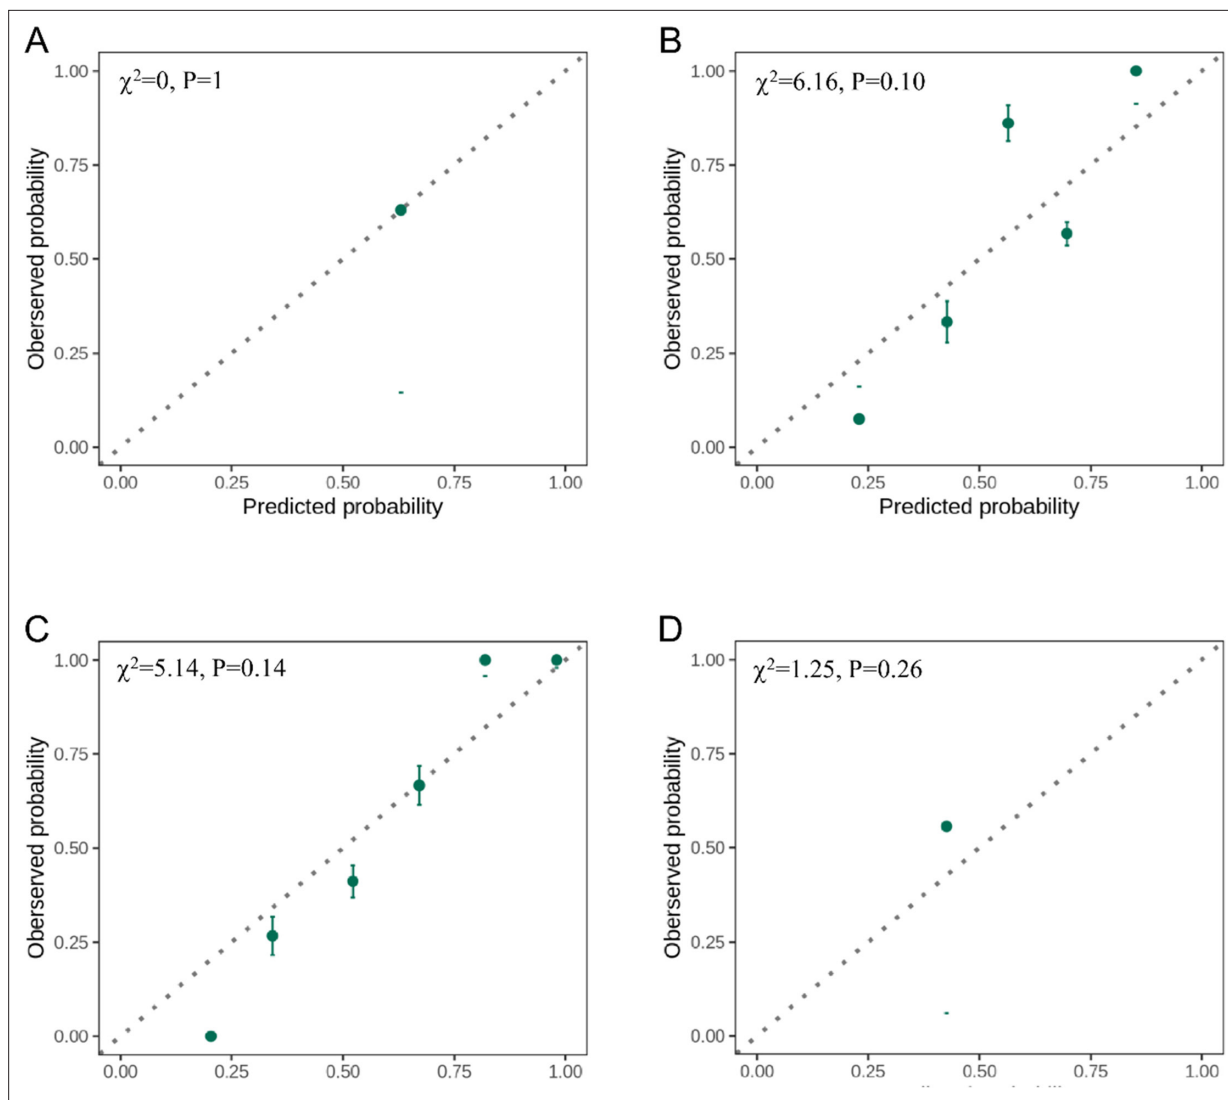 A
χ²=0, P=1
Oberserved probability
1.00
0.75
0.50
0.25
0.00
0.00 0.25 0.50 0.75 1.00
Predicted probability
B
χ²=6.16, P=0.10
Oberserved probability
1.00
0.75
0.50
0.25
0.00
0.00 0.25 0.50 0.75 1.00
Predicted probability
C
χ²=5.14, P=0.14
Oberserved probability
1.00
0.75
0.50
0.25
0.00
0.00 0.25 0.50 0.75 1.00
D
χ²=1.25, P=0.26
Oberserved probability
1.00
0.75
0.50
0.25
0.00
0.00 0.25 0.50 0.75 1.00